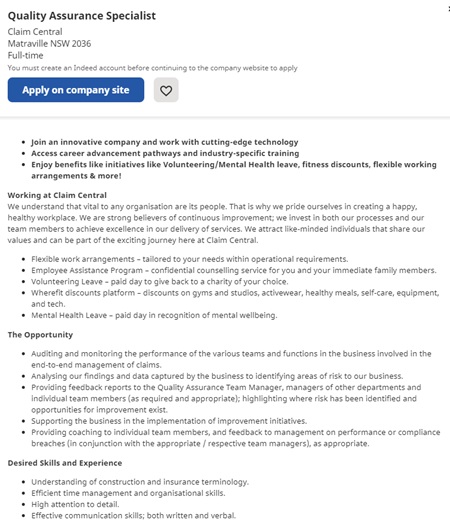 Quality Assurance Specialist
Claim Central
Matraville NSW 2036
Full-time
You must create an Indeed account before continuing to the company website to apply
Apply on company site
• Join an innovative company and work with cutting-edge technology
• Access career advancement pathways and industry-specific training
• Enjoy benefits like initiatives like Volunteering/Mental Health leave, fitness discounts, flexible working
arrangements & more!
Working at Claim Central
We understand that vital to any organisation are its people. That is why we pride ourselves in creating a happy,
healthy workplace. We are strong believers of continuous improvement; we invest in both our processes and our
team members to achieve excellence in our delivery of services. We attract like-minded individuals that share our
values and can be part of the exciting journey here at Claim Central.
• Flexible work arrangements – tailored to your needs within operational requirements.
• Employee Assistance Program – confidential counselling service for you and your immediate family members.
• Volunteering Leave – paid day to give back to a charity of your choice.
• Wherefit discounts platform – discounts on gyms and studios, activewear, healthy meals, self-care, equipment,
and tech.
• Mental Health Leave – paid day in recognition of mental wellbeing.
The Opportunity
• Auditing and monitoring the performance of the various teams and functions in the business involved in the
end-to-end management of claims.
• Analysing our findings and data captured by the business to identifying areas of risk to our business.
• Providing feedback reports to the Quality Assurance Team Manager, managers of other departments and
individual team members (as required and appropriate); highlighting where risk has been identified and
opportunities for improvement exist.
• Supporting the business in the implementation of improvement initiatives.
• Providing coaching to individual team members, and feedback to management on performance or compliance
breaches (in conjunction with the appropriate / respective team managers), as appropriate.
Desired Skills and Experience
• Understanding of construction and insurance terminology.
• Efficient time management and organisational skills.
• High attention to detail.
• Effective communication skills; both written and verbal.